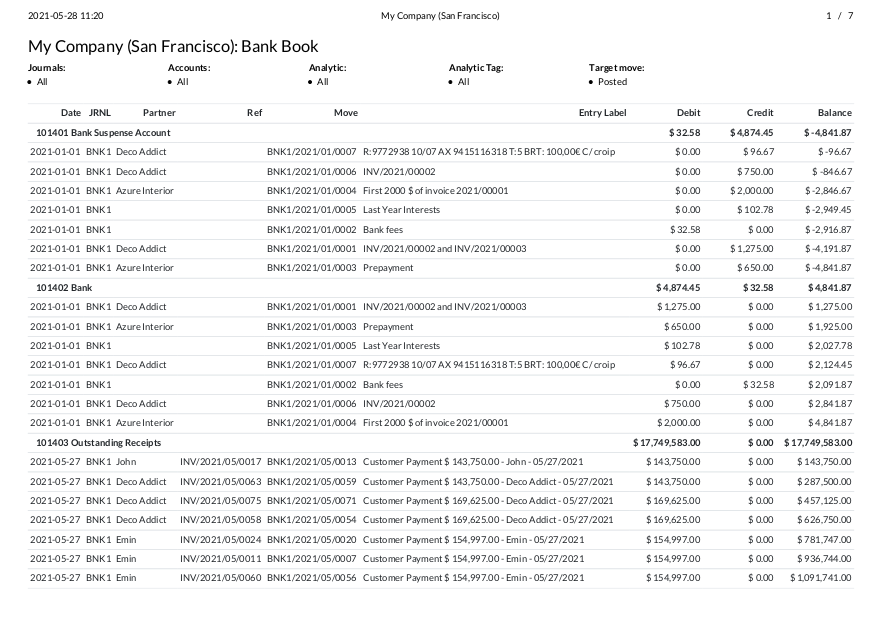 2021-05-28 11:20 My Company (San Francisco) 1 / 7
My Company (San Francisco): Bank Book
Journals: Accounts: Analytic: Analytic Tag: Target move:
• All • All • All • All • Posted
Date JRNL Partner Ref Move Entry Label Debit Credit Balance
101401 Bank Suspense Account $ 32.58 $ 4,874.45 $ -4,841.87
2021-01-01 BNK1 Deco Addict BNK1/2021/01/0007 R:9772938 10/07 AX 9415116318 T:5 BRT: 100,00€ C/ croip $ 0.00 $ 96.67 $ -96.67
2021-01-01 BNK1 Deco Addict BNK1/2021/01/0006 INV/2021/00002 $ 0.00 $ 750.00 $ -846.67
2021-01-01 BNK1 Azure Interior BNK1/2021/01/0004 First 2000 $ of invoice 2021/00001 $ 0.00 $ 2,000.00 $ -2,846.67
2021-01-01 BNK1 BNK1/2021/01/0005 Last Year Interests $ 0.00 $ 102.78 $ -2,949.45
2021-01-01 BNK1 BNK1/2021/01/0002 Bank fees $ 32.58 $ 0.00 $ -2,916.87
2021-01-01 BNK1 Deco Addict BNK1/2021/01/0001 INV/2021/00002 and INV/2021/00003 $ 0.00 $ 1,275.00 $ -4,191.87
2021-01-01 BNK1 Azure Interior BNK1/2021/01/0003 Prepayment $ 0.00 $ 650.00 $ -4,841.87
101402 Bank $ 4,874.45 $ 32.58 $ 4,841.87
2021-01-01 BNK1 Deco Addict BNK1/2021/01/0001 INV/2021/00002 and INV/2021/00003 $ 1,275.00 $ 0.00 $ 1,275.00
2021-01-01 BNK1 Azure Interior BNK1/2021/01/0003 Prepayment $ 650.00 $ 0.00 $ 1,925.00
2021-01-01 BNK1 BNK1/2021/01/0005 Last Year Interests $ 102.78 $ 0.00 $ 2,027.78
2021-01-01 BNK1 Deco Addict BNK1/2021/01/0007 R:9772938 10/07 AX 9415116318 T:5 BRT: 100,00€ C/ croip $ 96.67 $ 0.00 $ 2,124.45
2021-01-01 BNK1 BNK1/2021/01/0002 Bank fees $ 0.00 $ 32.58 $ 2,091.87
2021-01-01 BNK1 Deco Addict BNK1/2021/01/0006 INV/2021/00002 $ 750.00 $ 0.00 $ 2,841.87
2021-01-01 BNK1 Azure Interior BNK1/2021/01/0004 First 2000 $ of invoice 2021/00001 $ 2,000.00 $ 0.00 $ 4,841.87
101403 Outstanding Receipts $ 17,749,583.00 $ 0.00 $ 17,749,583.00
2021-05-27 BNK1 John INV/2021/05/0017 BNK1/2021/05/0013 Customer Payment $ 143,750.00 - John - 05/27/2021 $ 143,750.00 $ 0.00 $ 143,750.00
2021-05-27 BNK1 Deco Addict INV/2021/05/0063 BNK1/2021/05/0059 Customer Payment $ 143,750.00 - Deco Addict - 05/27/2021 $ 143,750.00 $ 0.00 $ 287,500.00
2021-05-27 BNK1 Deco Addict INV/2021/05/0075 BNK1/2021/05/0071 Customer Payment $ 169,625.00 - Deco Addict - 05/27/2021 $ 169,625.00 $ 0.00 $ 457,125.00
2021-05-27 BNK1 Deco Addict INV/2021/05/0058 BNK1/2021/05/0054 Customer Payment $ 169,625.00 - Deco Addict - 05/27/2021 $ 169,625.00 $ 0.00 $ 626,750.00
2021-05-27 BNK1 Emin INV/2021/05/0024 BNK1/2021/05/0020 Customer Payment $ 154,997.00 - Emin - 05/27/2021 $ 154,997.00 $ 0.00 $ 781,747.00
2021-05-27 BNK1 Emin INV/2021/05/0011 BNK1/2021/05/0007 Customer Payment $ 154,997.00 - Emin - 05/27/2021 $ 154,997.00 $ 0.00 $ 936,744.00
2021-05-27 BNK1 Emin INV/2021/05/0060 BNK1/2021/05/0056 Customer Payment $ 154,997.00 - Emin - 05/27/2021 $ 154,997.00 $ 0.00 $ 1,091,741.00